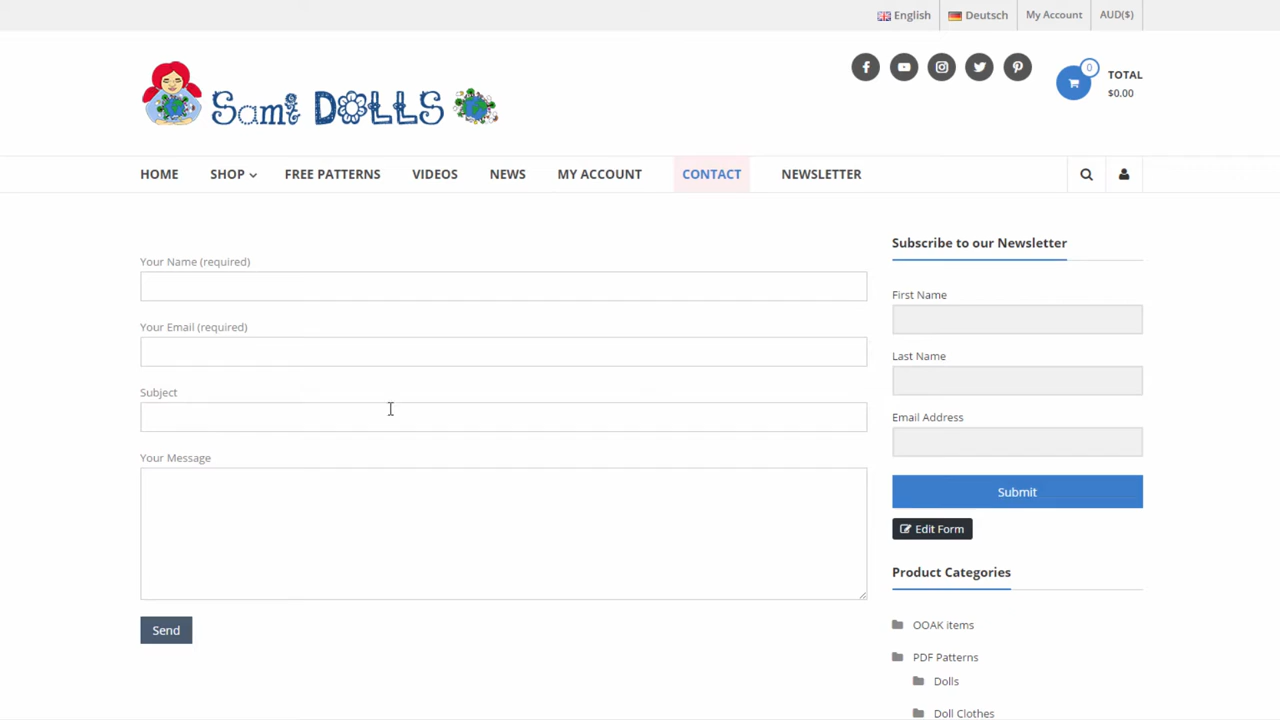 English
Deutsch
My Account
AUD($)
Sami DOLLS
0
TOTAL
$0.00
HOME
SHOP
FREE PATTERNS
VIDEOS
NEWS
MY ACCOUNT
CONTACT
NEWSLETTER
Your Name (required)
Your Email (required)
Subject
Your Message
Send
Subscribe to our Newsletter
First Name
Last Name
Email Address
Submit
Edit Form
Product Categories
OOAK items
PDF Patterns
Dolls
Doll Clothes